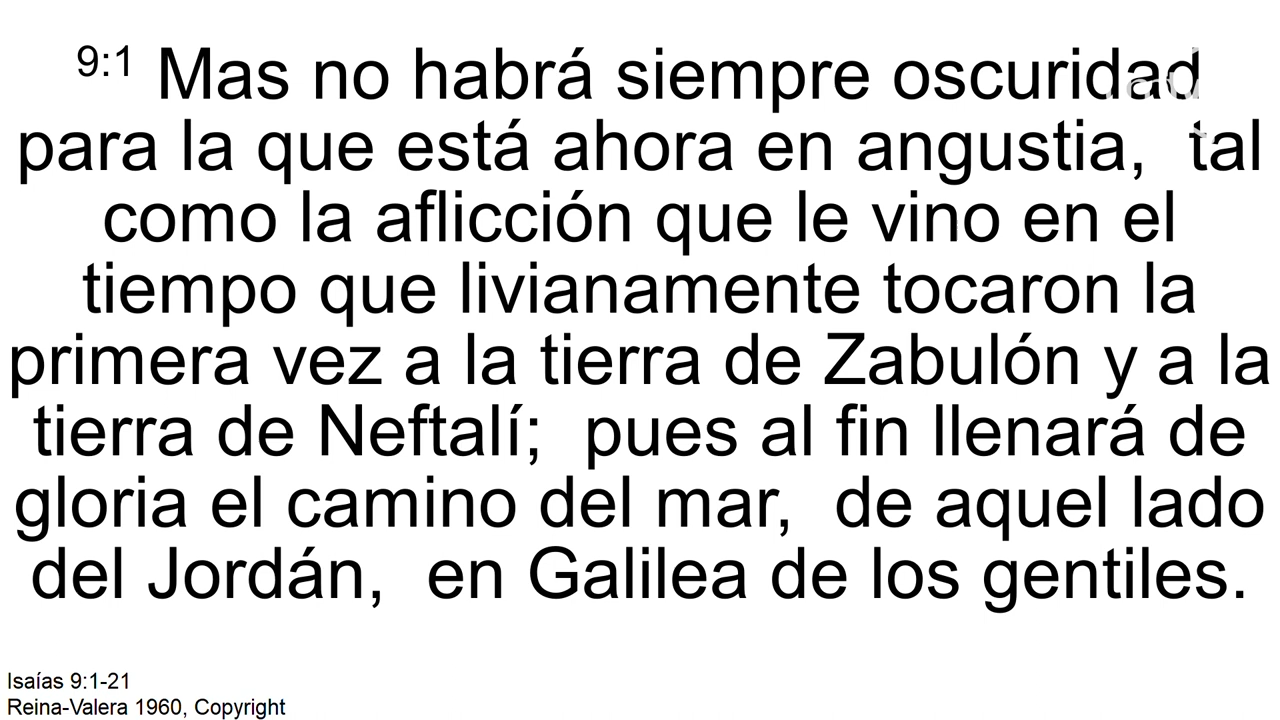 9:1 Mas no habrá siempre oscuridad
para la que está ahora en angustia, tal
como la aflicción que le vino en el
tiempo que livianamente tocaron la
primera vez a la tierra de Zabulón y a la
tierra de Neftalí; pues al fin llenará de
gloria el camino del mar, de aquel lado
del Jordán, en Galilea de los gentiles.
Isaías 9:1-21
Reina-Valera 1960, Copyright